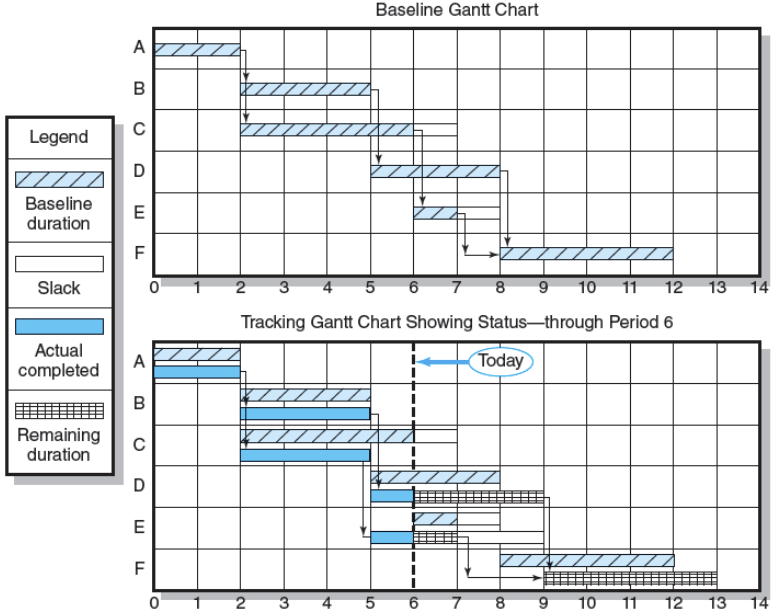 Baseline Gantt Chart
A
B
C
D
E
F
0 1 2 3 4 5 6 7 8 9 10 11 12 13 14
Legend
Baseline
duration
Slack
Actual
completed
Remaining
duration
Tracking Gantt Chart Showing Status—through Period 6
Today
A
B
C
D
E
F
0 1 2 3 4 5 6 7 8 9 10 11 12 13 14